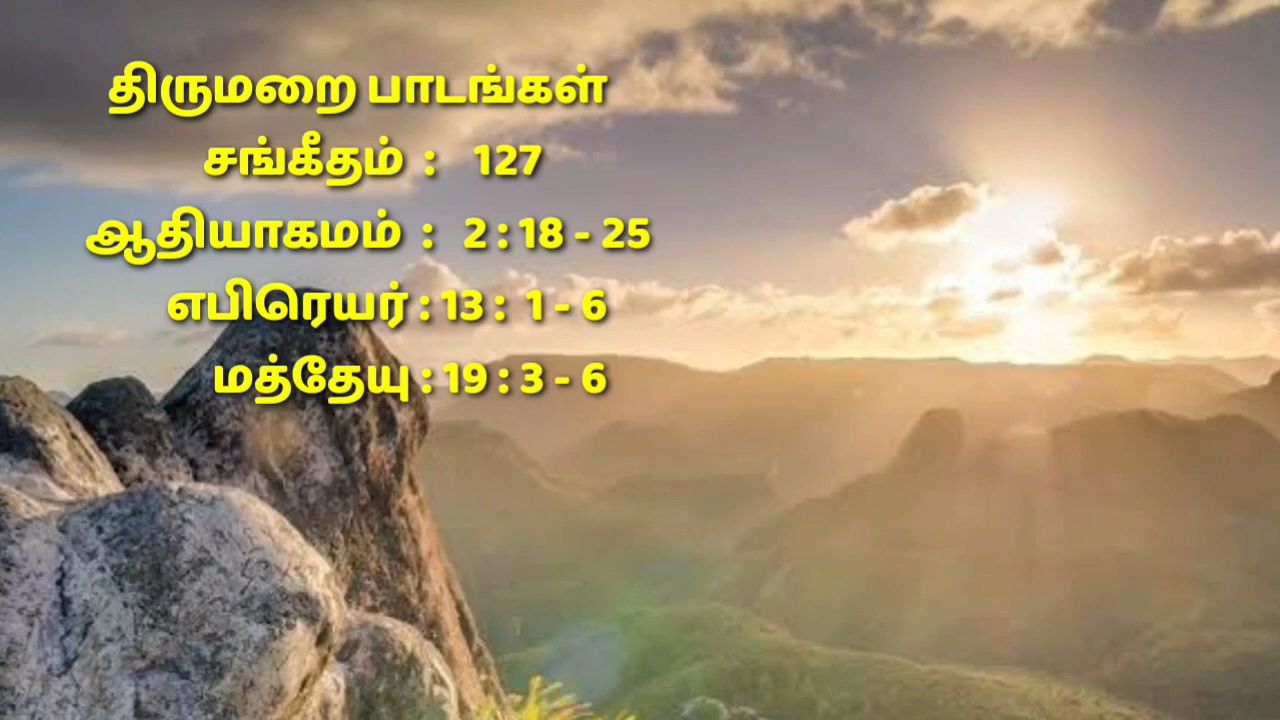 திருமறை பாடங்கள்
சங்கீதம் : 127
ஆதியாகமம் : 2 : 18 - 25
எபிரெயர் : 13 : 1 - 6
மத்தேயு : 19 : 3 - 6